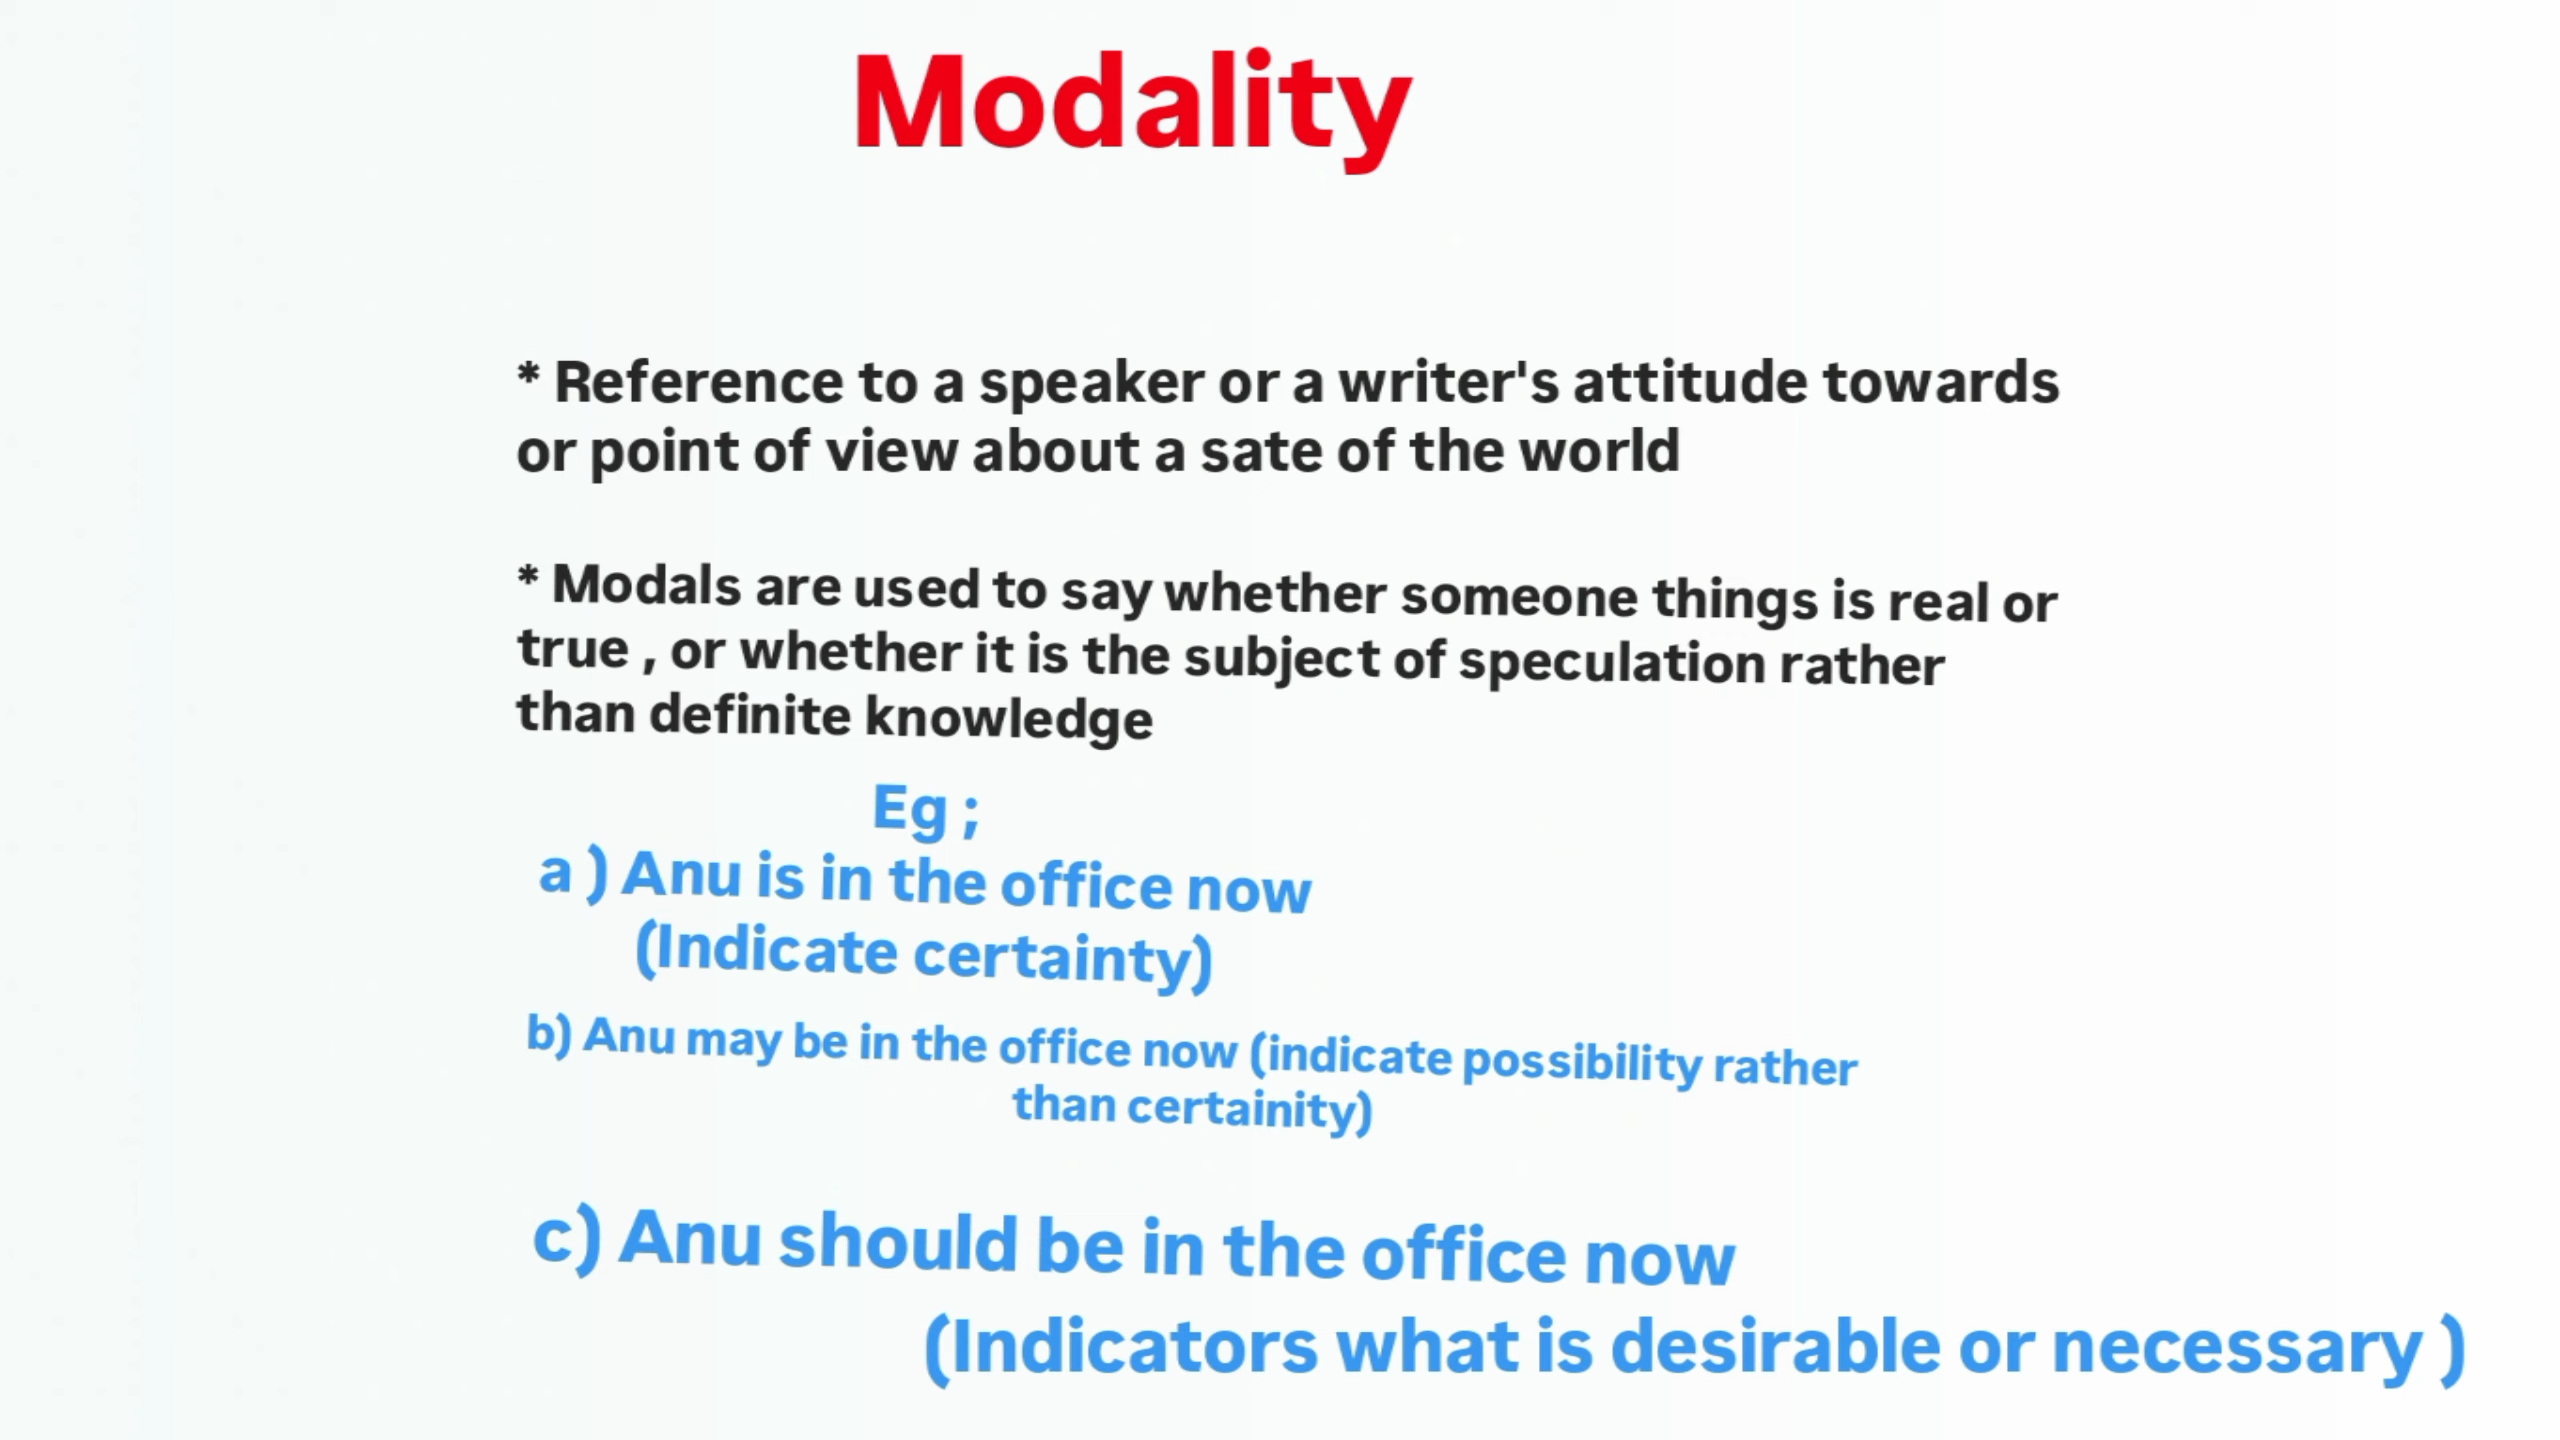 Modality
* Reference to a speaker or a writer's attitude towards
or point of view about a sate of the world
* Modals are used to say whether someone things is real or
true , or whether it is the subject of speculation rather
than definite knowledge
Eg ;
a ) Anu is in the office now
(Indicate certainty)
b) Anu may be in the office now (indicate possibility rather
than certainity)
c) Anu should be in the office now
(Indicators what is desirable or necessary )